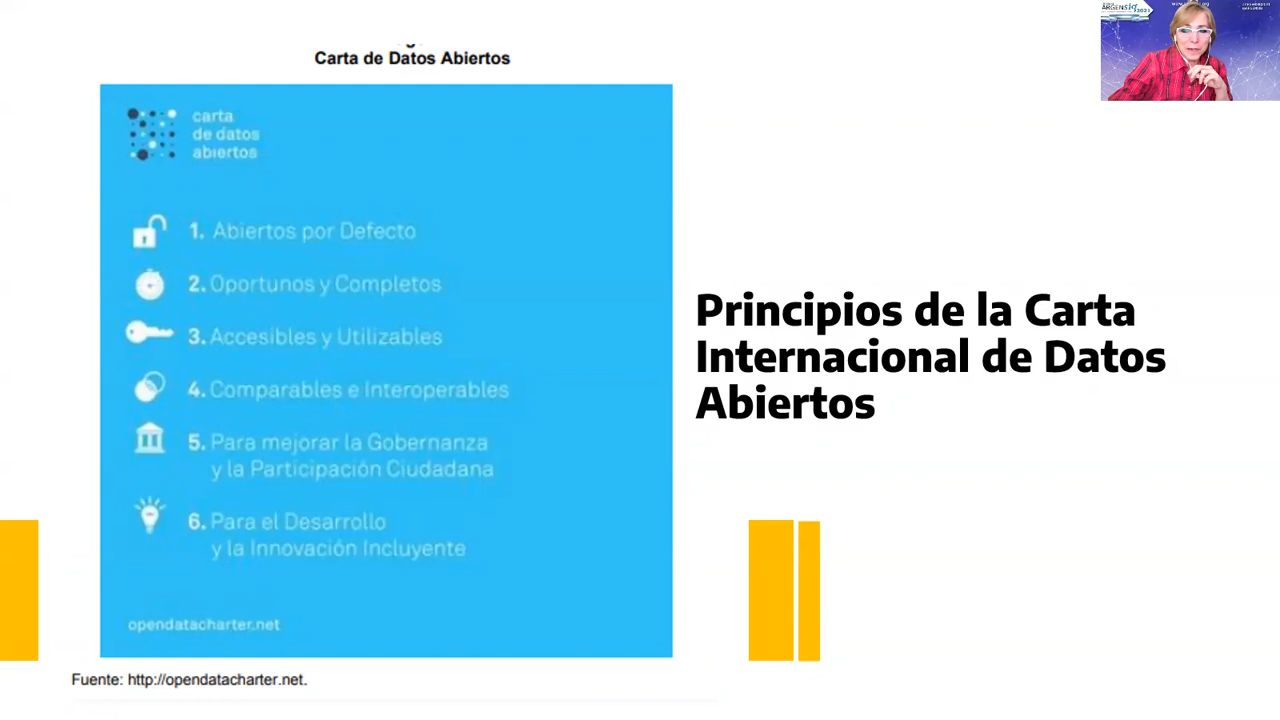 Carta de Datos Abiertos
carta
de datos
abiertos
1. Abiertos por Defecto
2. Oportunos y Completos
3. Accesibles y Utilizables
4. Comparables e Interoperables
5. Para mejorar la Gobernanza
y la Participación Ciudadana
6. Para el Desarrollo
y la Innovación Incluyente
opendatacharter.net
Fuente: http://opendatacharter.net.
Principios de la Carta
Internacional de Datos
Abiertos